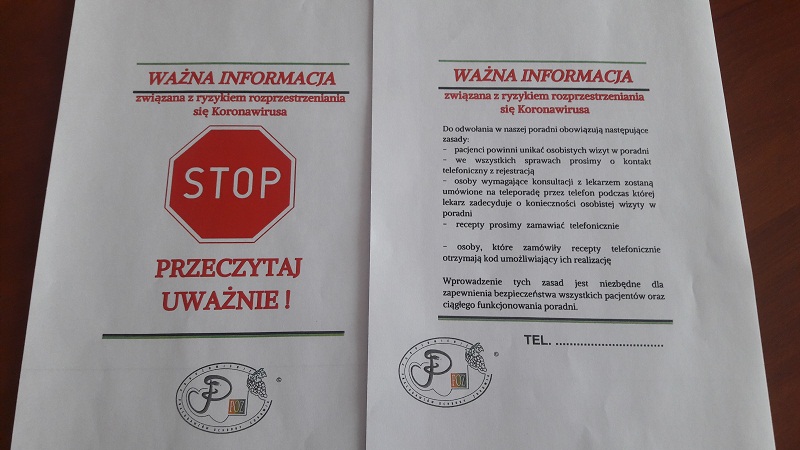 WAŻNA INFORMACJA
związana z ryzykiem rozprzestrzeniania
się Koronawirusa
STOP
PRZECZYTAJ
UWAŻNIE !
©
WAŻNA INFORMACJA
związana z ryzykiem rozprzestrzeniania
się Koronawirusa
Do odwołania w naszej poradni obowiązują następujące
zasady:
– pacjenci powinni unikać osobistych wizyt w poradni
– we wszystkich sprawach prosimy o kontakt
telefoniczny z rejestracją
– osoby wymagające konsultacji z lekarzem zostaną
umówione na teleporadę przez telefon podczas której
lekarz zadecyduje o konieczności osobistej wizyty w
poradni
– recepty prosimy zamawiać telefonicznie
– osoby, które zamówiły recepty telefonicznie
otrzymają kod umożliwiający ich realizację
Wprowadzenie tych zasad jest niezbędne dla
zapewnienia bezpieczeństwa wszystkich pacjentów oraz
ciągłego funkcjonowania poradni.
TEL. ...............................
POZ
©